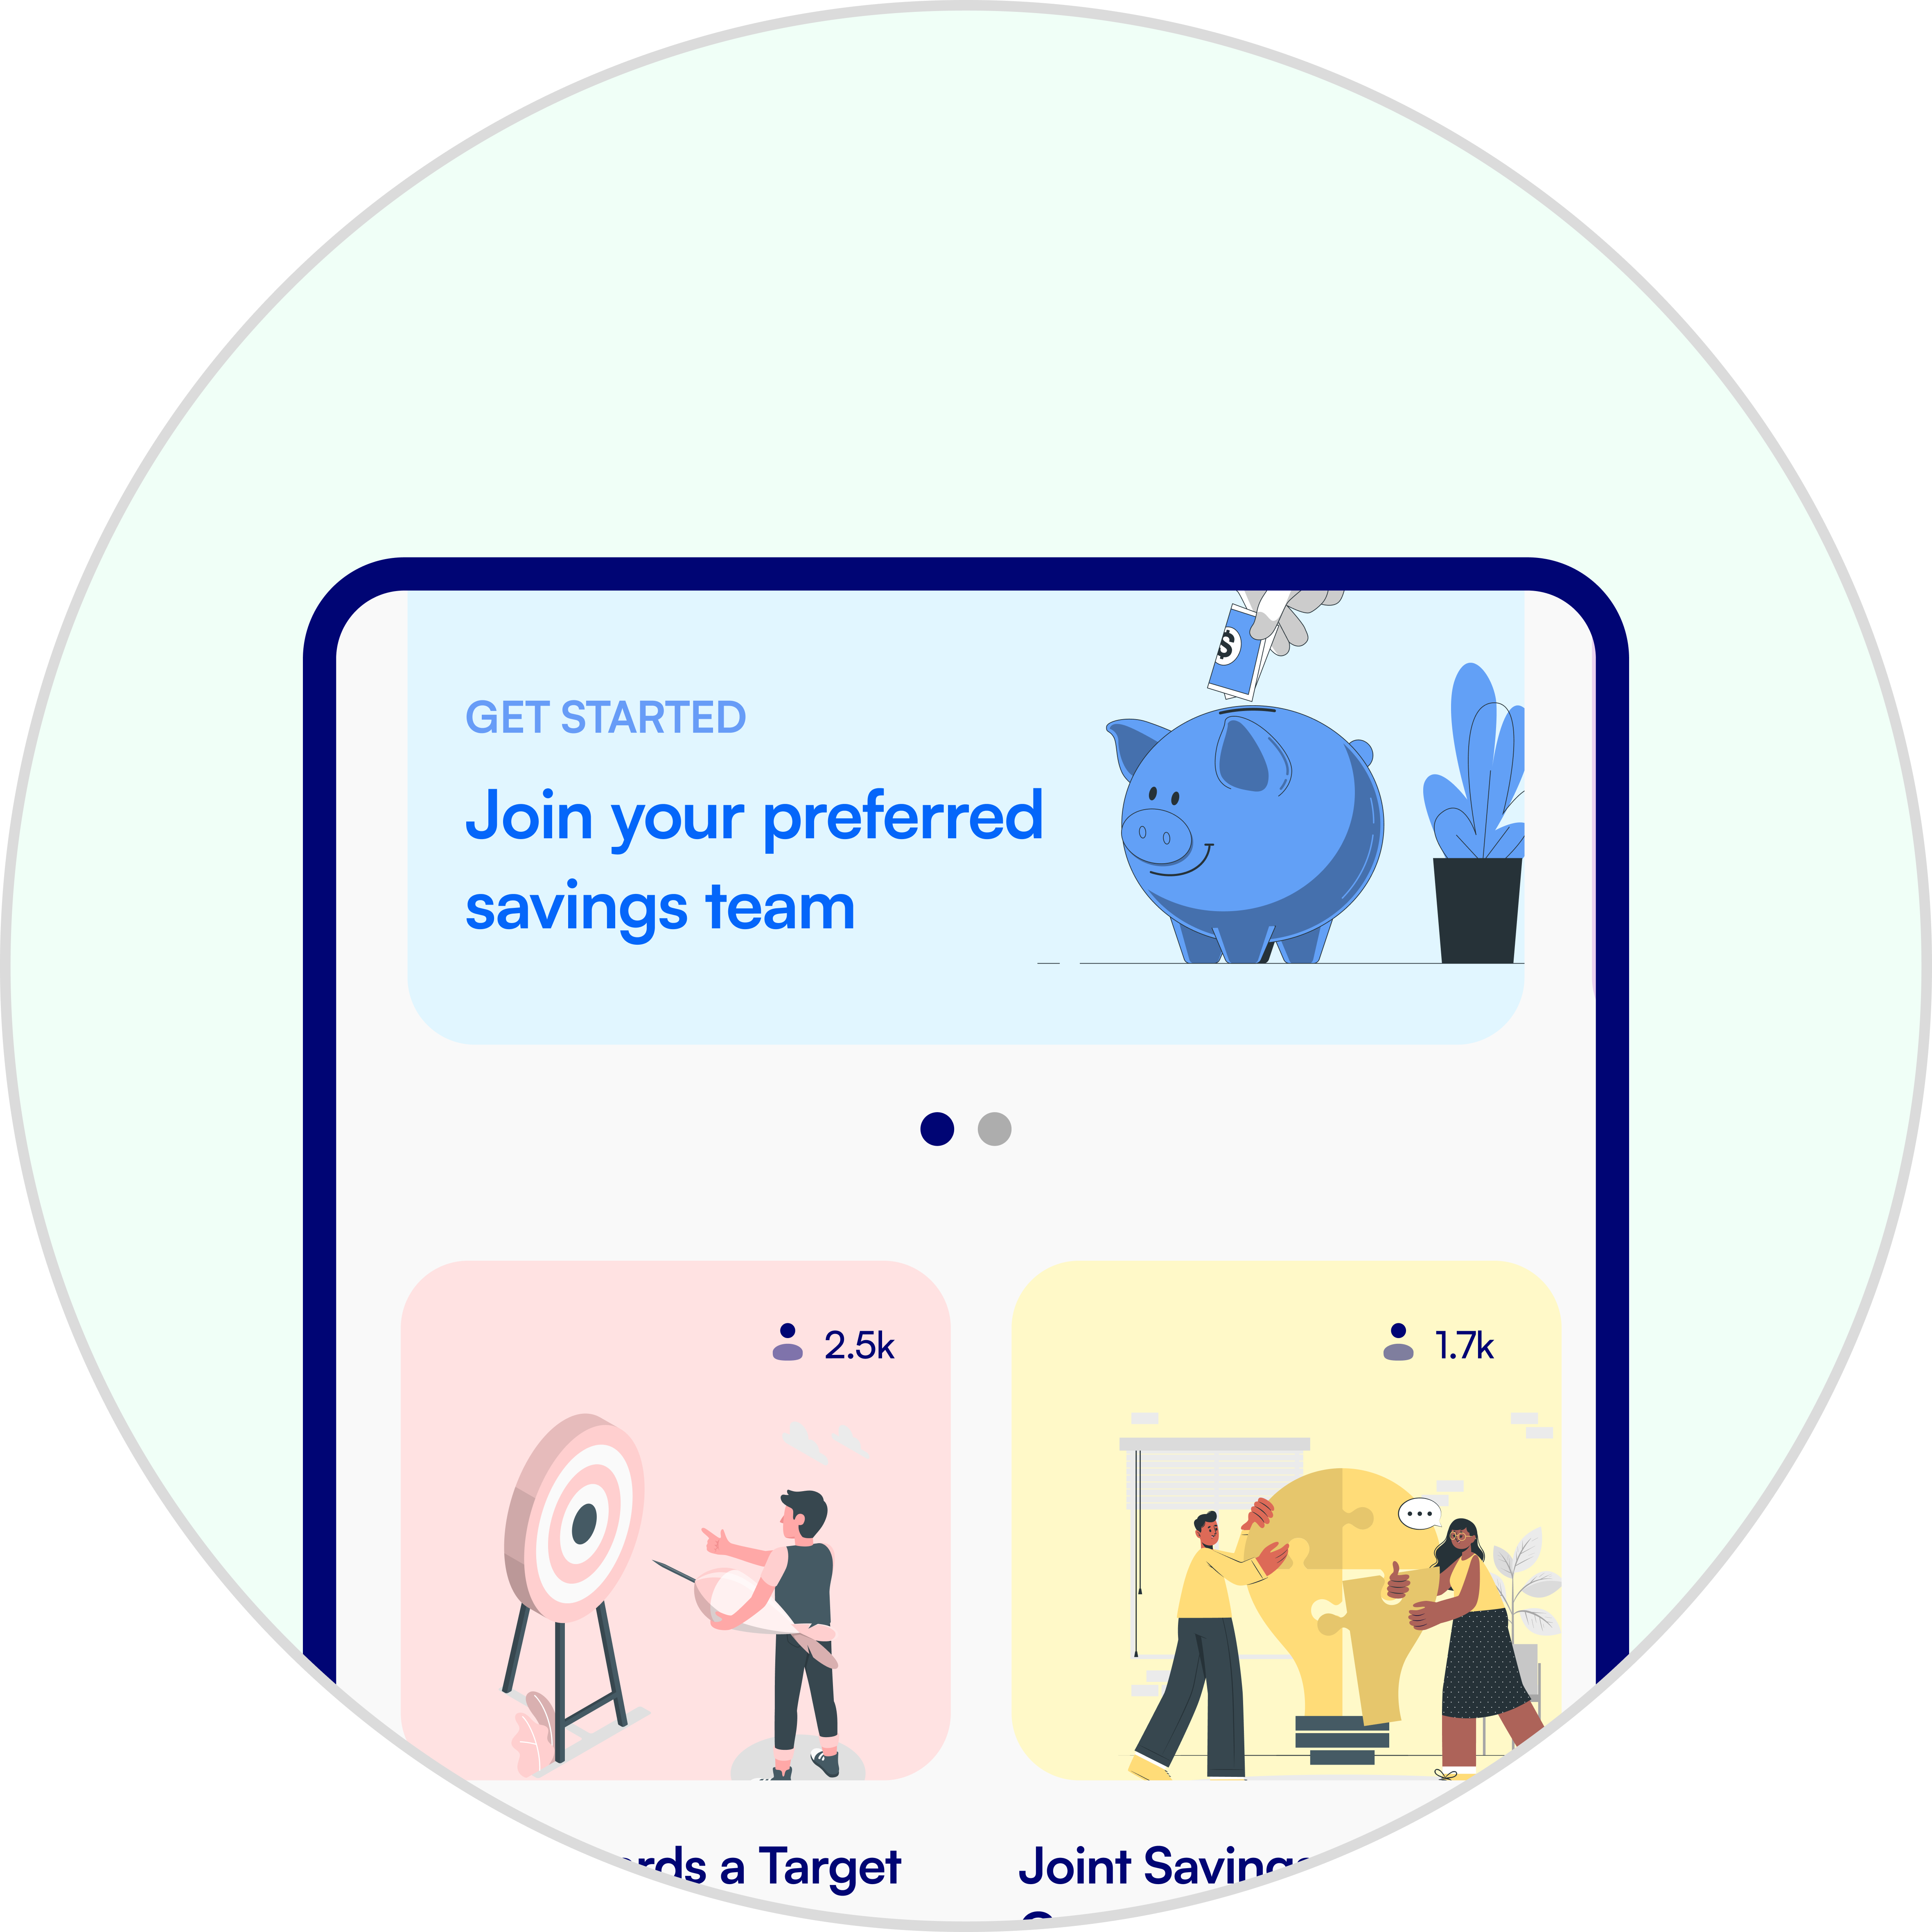 $
GET STARTED
Join your preferred
savings team
2.5k
1.7k
a Target
Joint